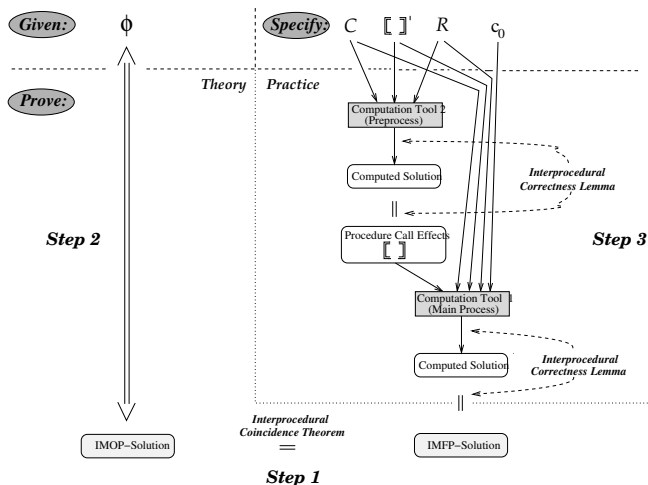 Given:
ϕ
Specify:
C
⟦ ⟧'
R
c0
Theory
Practice
Prove:
Computation Tool 2
(Preprocess)
Interprocedural
Correctness Lemma
Computed Solution
=
Procedure Call Effects
⟦ ⟧
Step 2
Step 3
Computation Tool 1
(Main Process)
Interprocedural
Correctness Lemma
Computed Solution
=
Interprocedural
Coincidence Theorem
=
IMOP-Solution
IMFP-Solution
Step 1